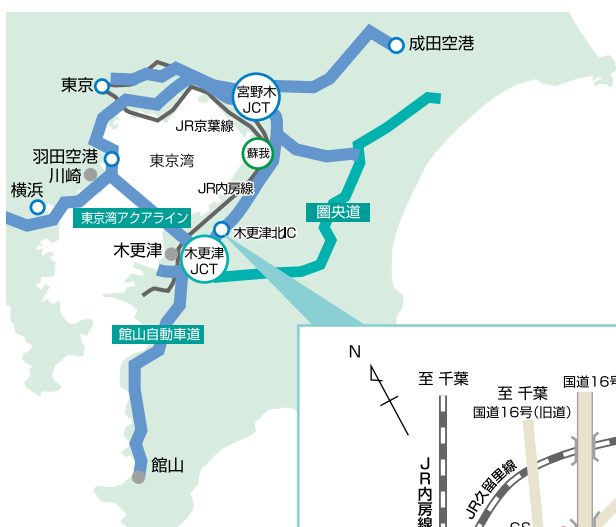 成田空港
東京
宮野木
JCT
JR京葉線
蘇我
羽田空港
川崎
東京湾
横浜
JR内房線
東京湾アクアライン
圏央道
木更津北IC
木更津
木更津
JCT
館山自動車道
館山
N
至 千葉
至 千葉
国道16号(旧道)
国道16号
JR内房線
JR久留里線